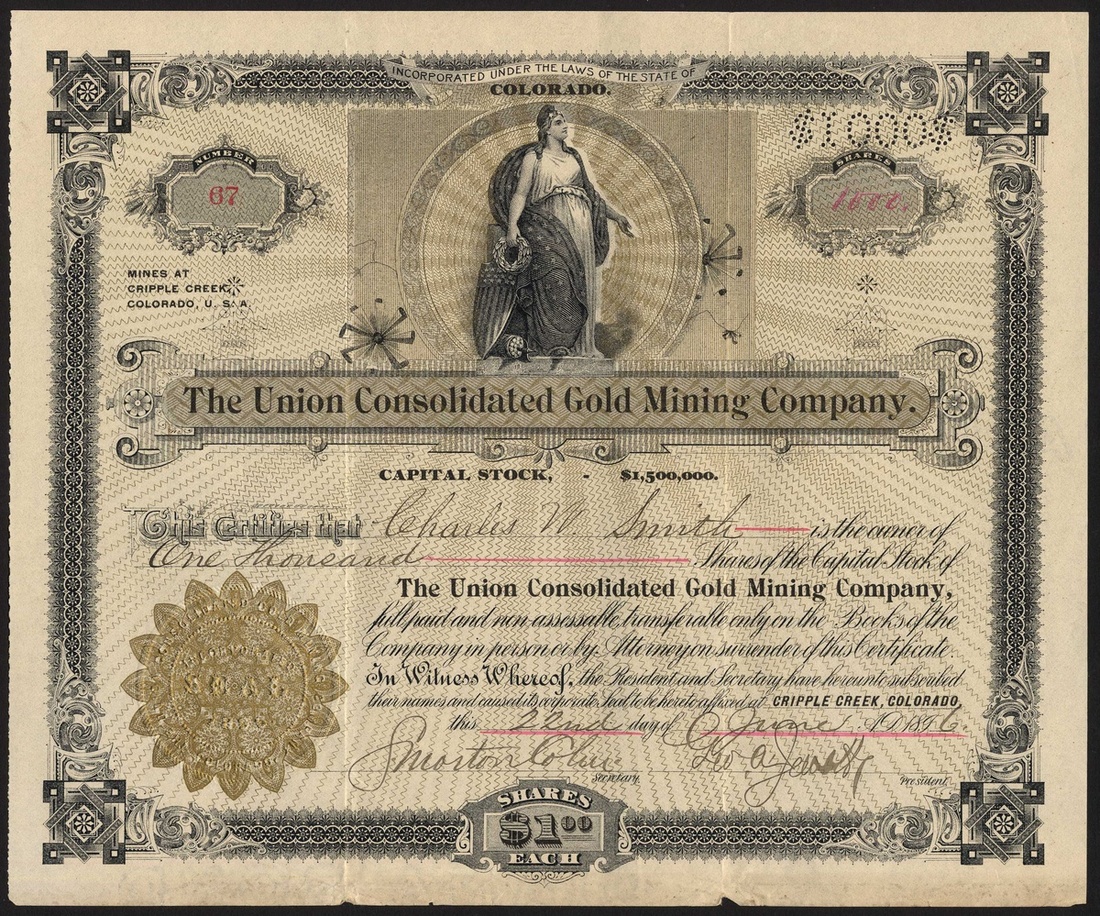 INCORPORATED UNDER THE LAWS OF THE STATE OF
COLORADO.
$1000$
NUMBER
67
SHARES
1000.
MINES AT
CRIPPLE CREEK,
COLORADO, U. S. A.
The Union Consolidated Gold Mining Company.
CAPITAL STOCK, - $1,500,000.
This Certifies that Charles W Smith is the owner of
One thousand Shares of the Capital Stock of
The Union Consolidated Gold Mining Company,
full paid and non-assessable, transferable only on the Books of the
Company in person or by Attorney on surrender of this Certificate
In Witness Whereof, the President and Secretary have hereunto subscribed
their names and caused its corporate Seal to be hereto affixed at CRIPPLE CREEK, COLORADO,
this 22nd day of June A.D. 1896
Secretary.
President.
SEAL
SHARES
$1.00
EACH